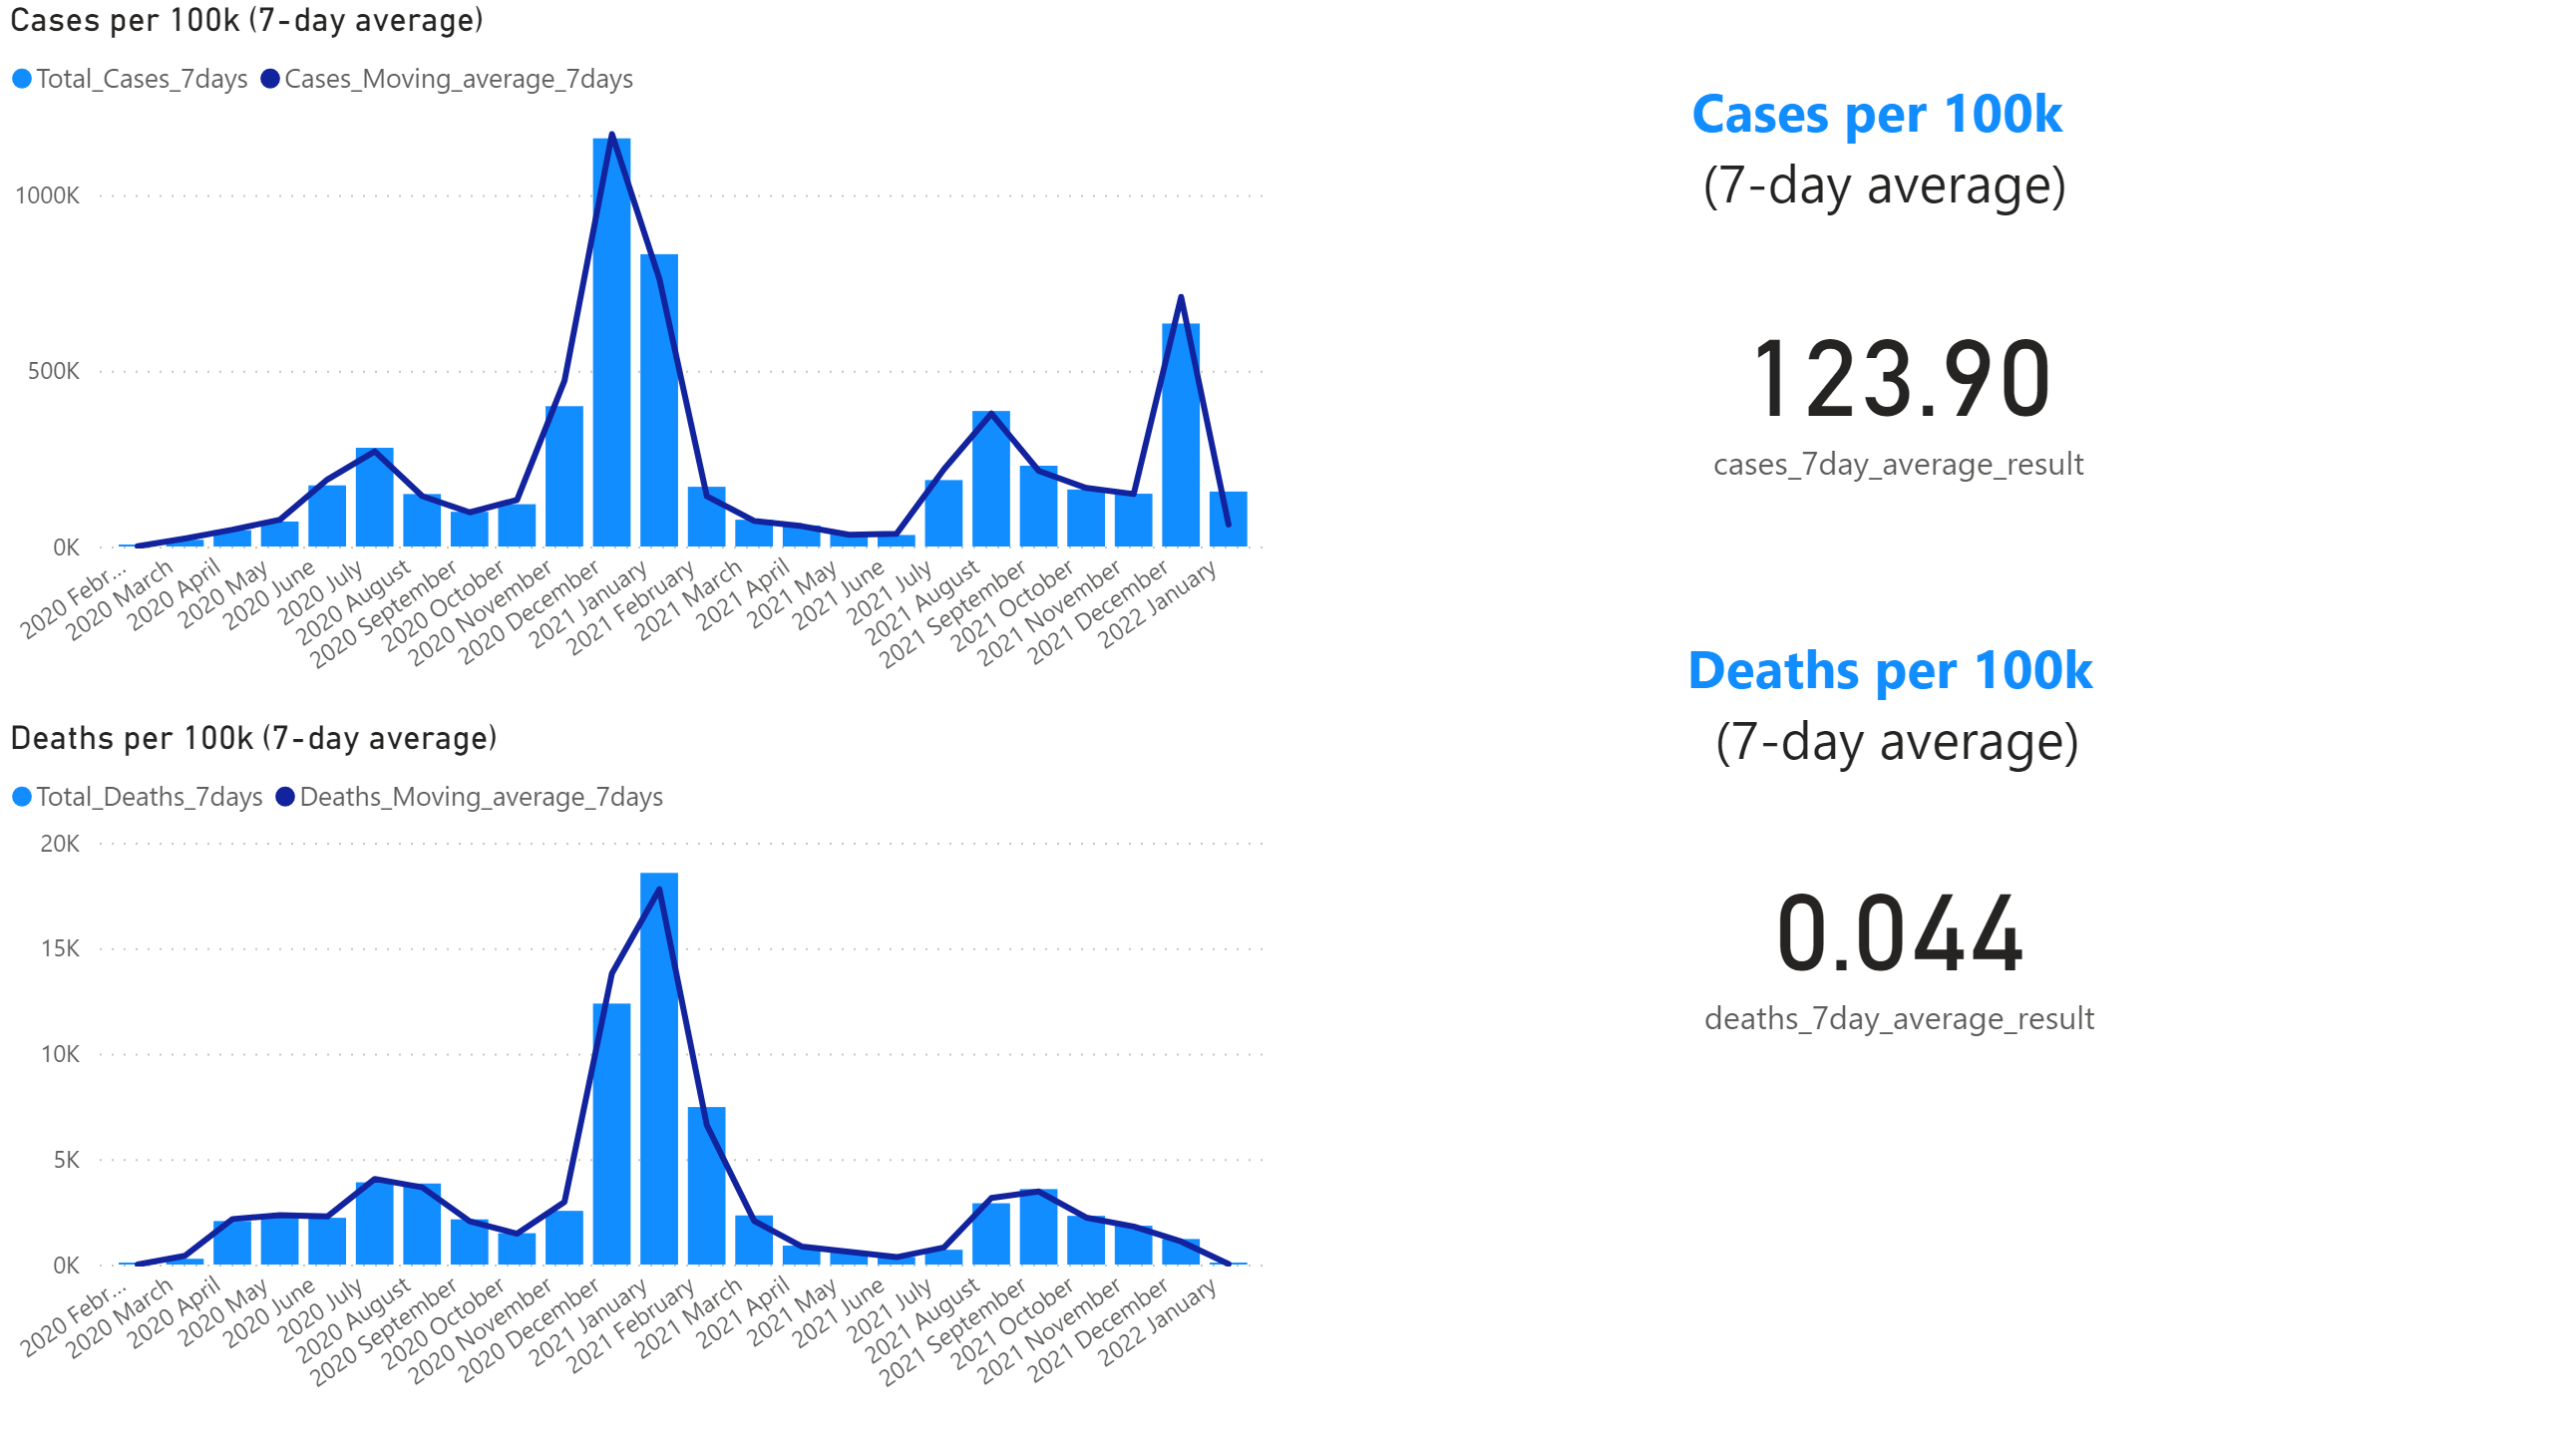 Cases per 100k (7-day average)
Total_Cases_7days Cases_Moving_average_7days
1000K
500K
0K
2020 Febr...
2020 March
2020 April
2020 May
2020 June
2020 July
2020 August
2020 September
2020 October
2020 November
2020 December
2021 January
2021 February
2021 March
2021 April
2021 May
2021 June
2021 July
2021 August
2021 September
2021 October
2021 November
2021 December
2022 January
Cases per 100k
(7-day average)
123.90
cases_7day_average_result
Deaths per 100k (7-day average)
Total_Deaths_7days Deaths_Moving_average_7days
20K
15K
10K
5K
0K
2020 Febr...
2020 March
2020 April
2020 May
2020 June
2020 July
2020 August
2020 September
2020 October
2020 November
2020 December
2021 January
2021 February
2021 March
2021 April
2021 May
2021 June
2021 July
2021 August
2021 September
2021 October
2021 November
2021 December
2022 January
Deaths per 100k
(7-day average)
0.044
deaths_7day_average_result